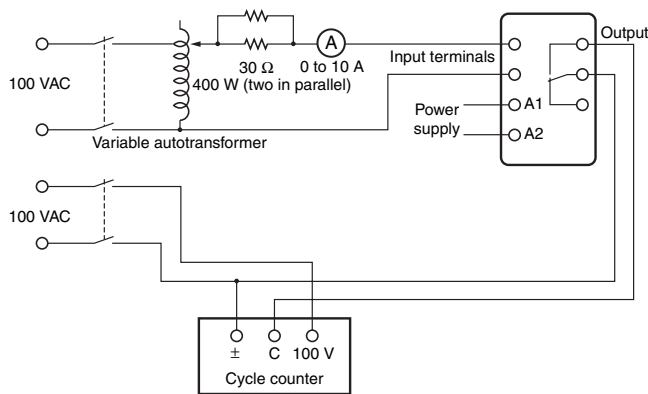 Output
A
Input terminals
100 VAC
30 Ω
0 to 10 A
400 W (two in parallel)
Power
supply
A1
A2
Variable autotransformer
100 VAC
±
C
100 V
Cycle counter